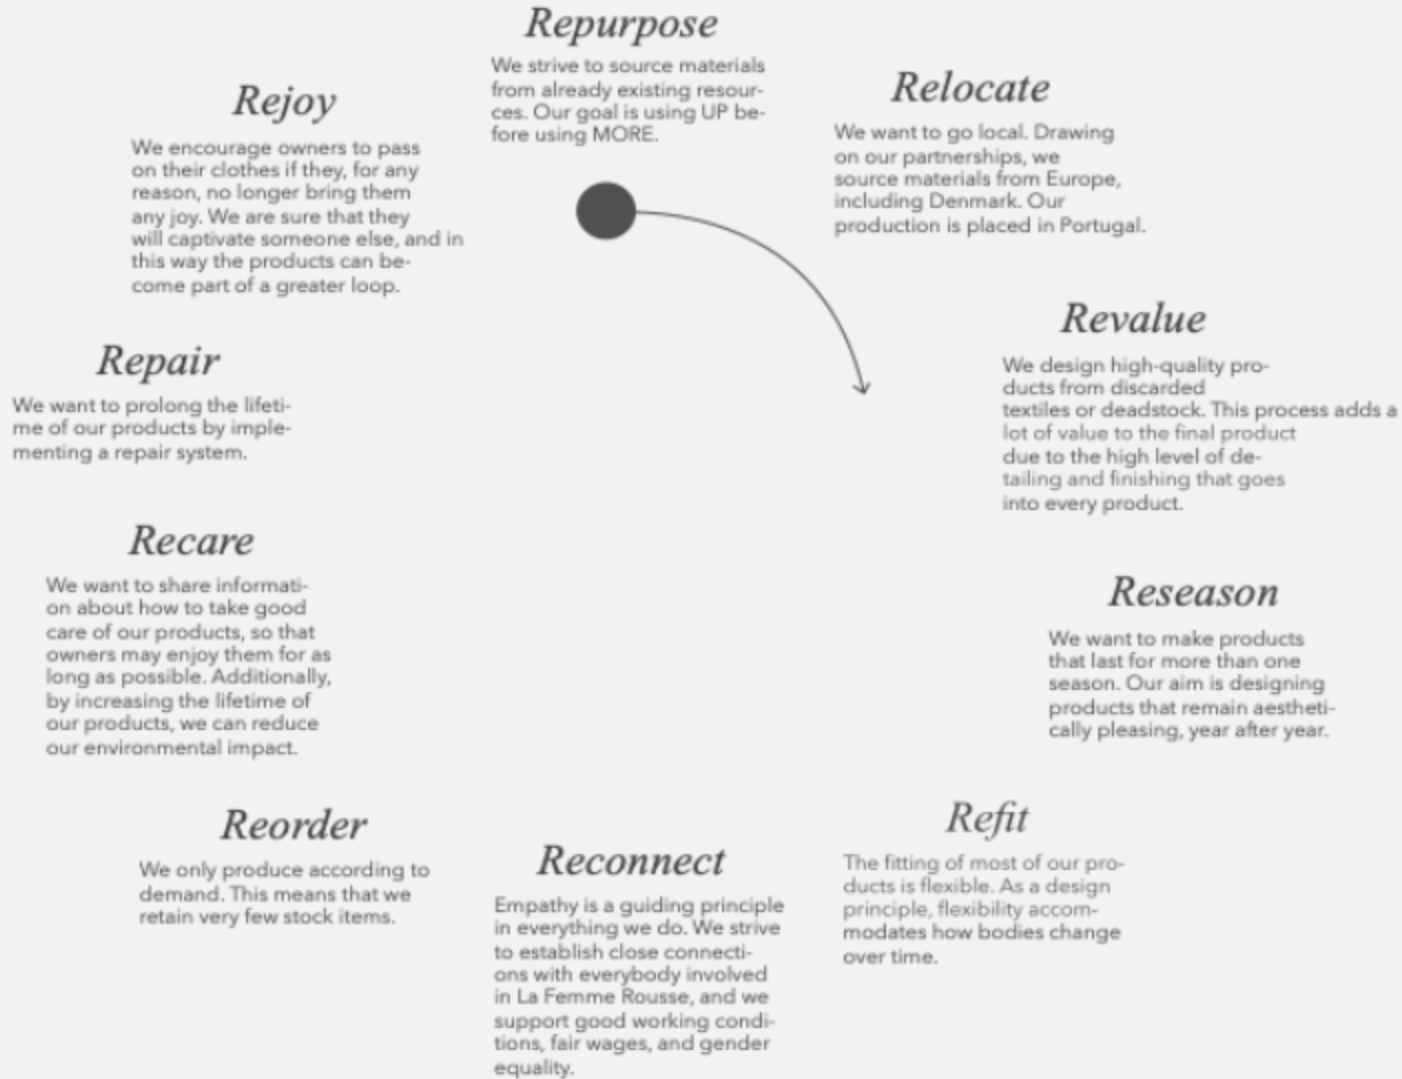 Repurpose
We strive to source materials
from already existing resour-
ces. Our goal is using UP be-
fore using MORE.
Relocate
We want to go local. Drawing
on our partnerships, we
source materials from Europe,
including Denmark. Our
production is placed in Portugal.
Revalue
We design high-quality pro-
ducts from discarded
textiles or deadstock. This process adds a
lot of value to the final product
due to the high level of de-
tailing and finishing that goes
into every product.
Reseason
We want to make products
that last for more than one
season. Our aim is designing
products that remain aestheti-
cally pleasing, year after year.
Refit
The fitting of most of our pro-
ducts is flexible. As a design
principle, flexibility accom-
modates how bodies change
over time.
Reconnect
Empathy is a guiding principle
in everything we do. We strive
to establish close connecti-
ons with everybody involved
in La Femme Rousse, and we
support good working condi-
tions, fair wages, and gender
equality.
Reorder
We only produce according to
demand. This means that we
retain very few stock items.
Recare
We want to share informati-
on about how to take good
care of our products, so that
owners may enjoy them for as
long as possible. Additionally,
by increasing the lifetime of
our products, we can reduce
our environmental impact.
Repair
We want to prolong the lifeti-
me of our products by imple-
menting a repair system.
Rejoy
We encourage owners to pass
on their clothes if they, for any
reason, no longer bring them
any joy. We are sure that they
will captivate someone else, and in
this way the products can be-
come part of a greater loop.